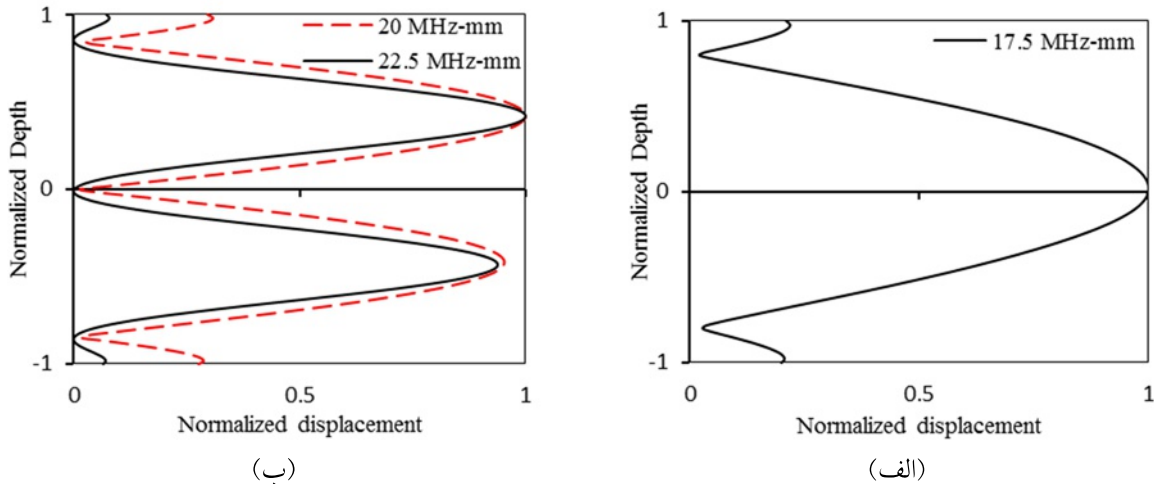 1
20 MHz-mm
22.5 MHz-mm
Normalized Depth
0
-1
0
0.5
1
Normalized displacement
(ب)
1
17.5 MHz-mm
Normalized Depth
0
-1
0
0.5
1
Normalized displacement
(الف)